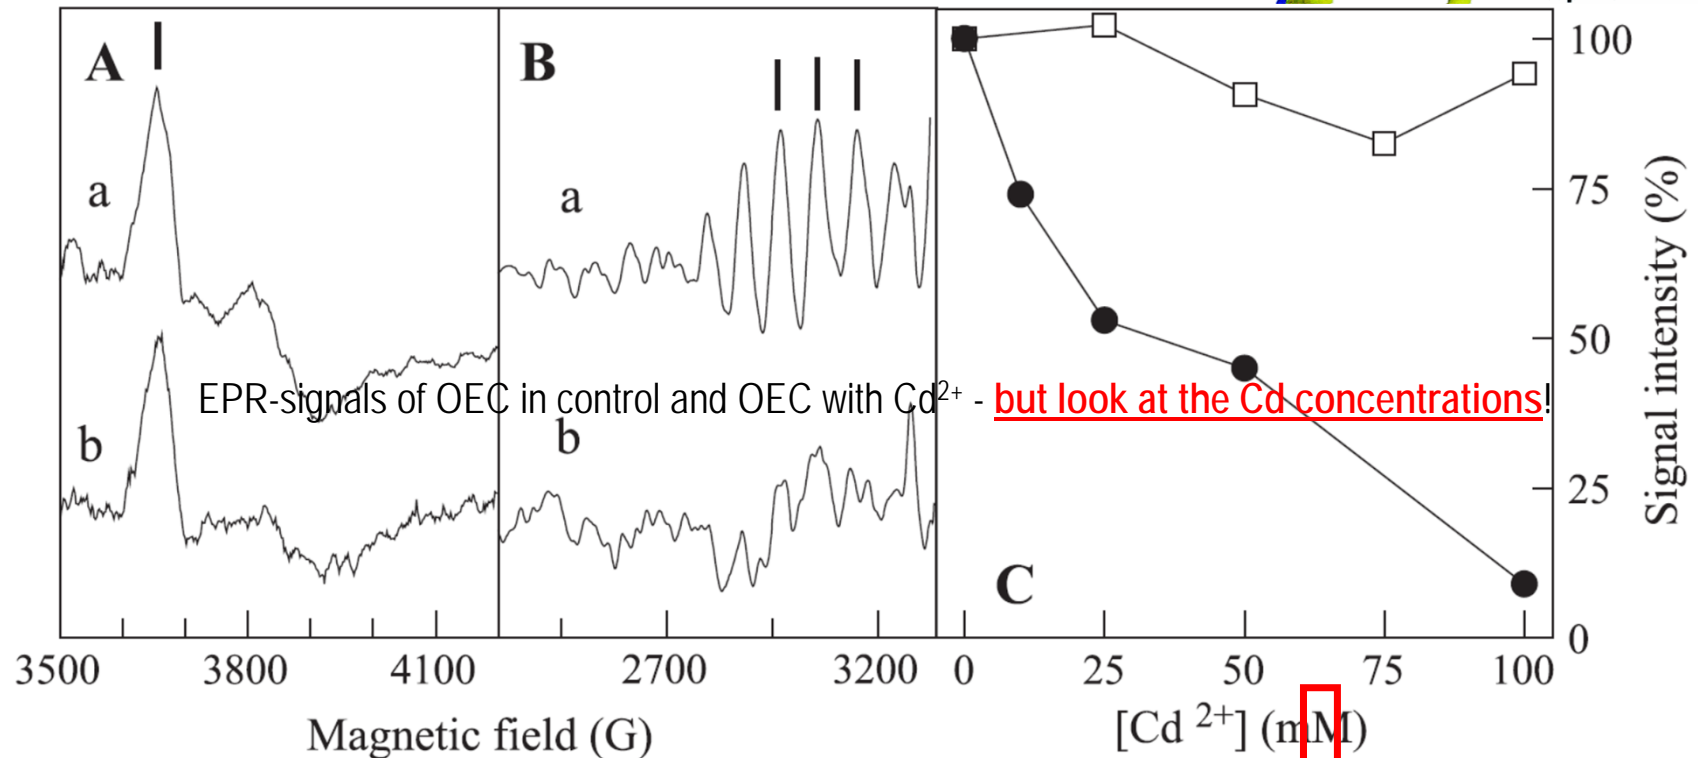 A
B
a
a
EPR-signals of OEC in control and OEC with Cd²⁺ - but look at the Cd concentrations!
b
b
C
100
75
50
25
0
Signal intensity (%)
3500 3800 4100 2700 3200 0 25 50 75 100
Magnetic field (G)
[Cd ²⁺] (mM)